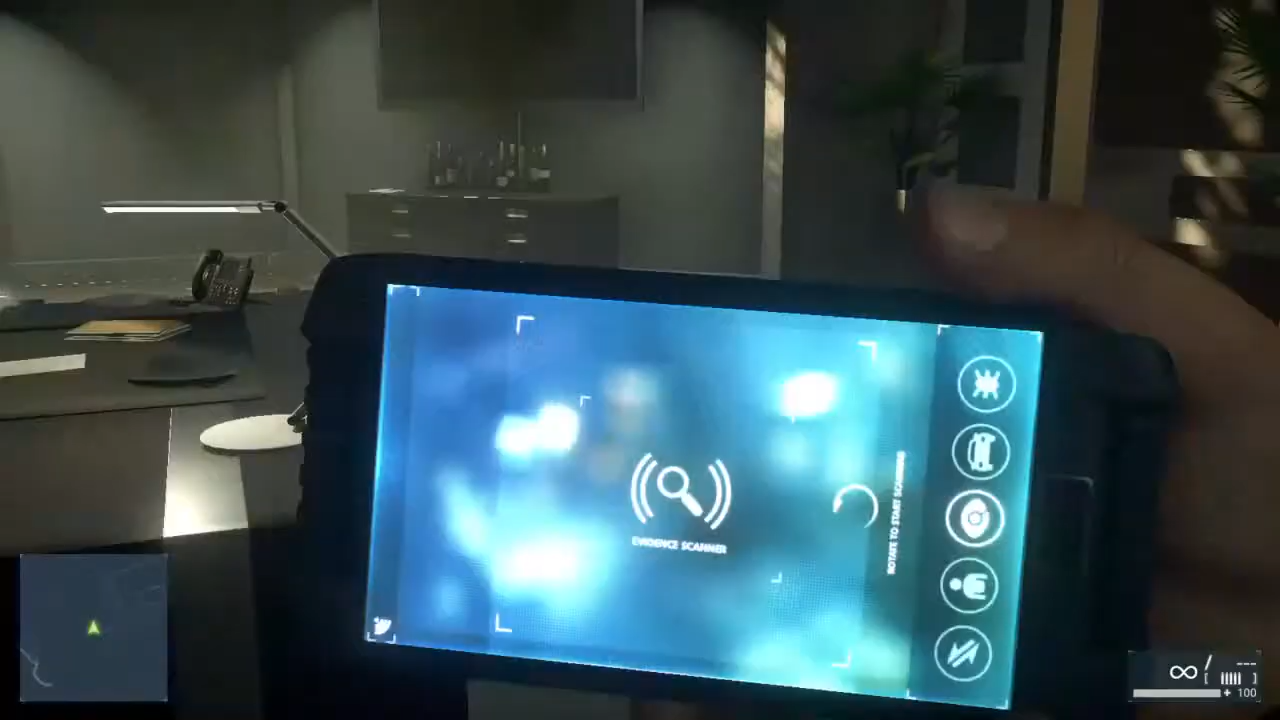 EVIDENCE SCANNER
ROTATE TO START SCANNING
∞ / ---
+ 100